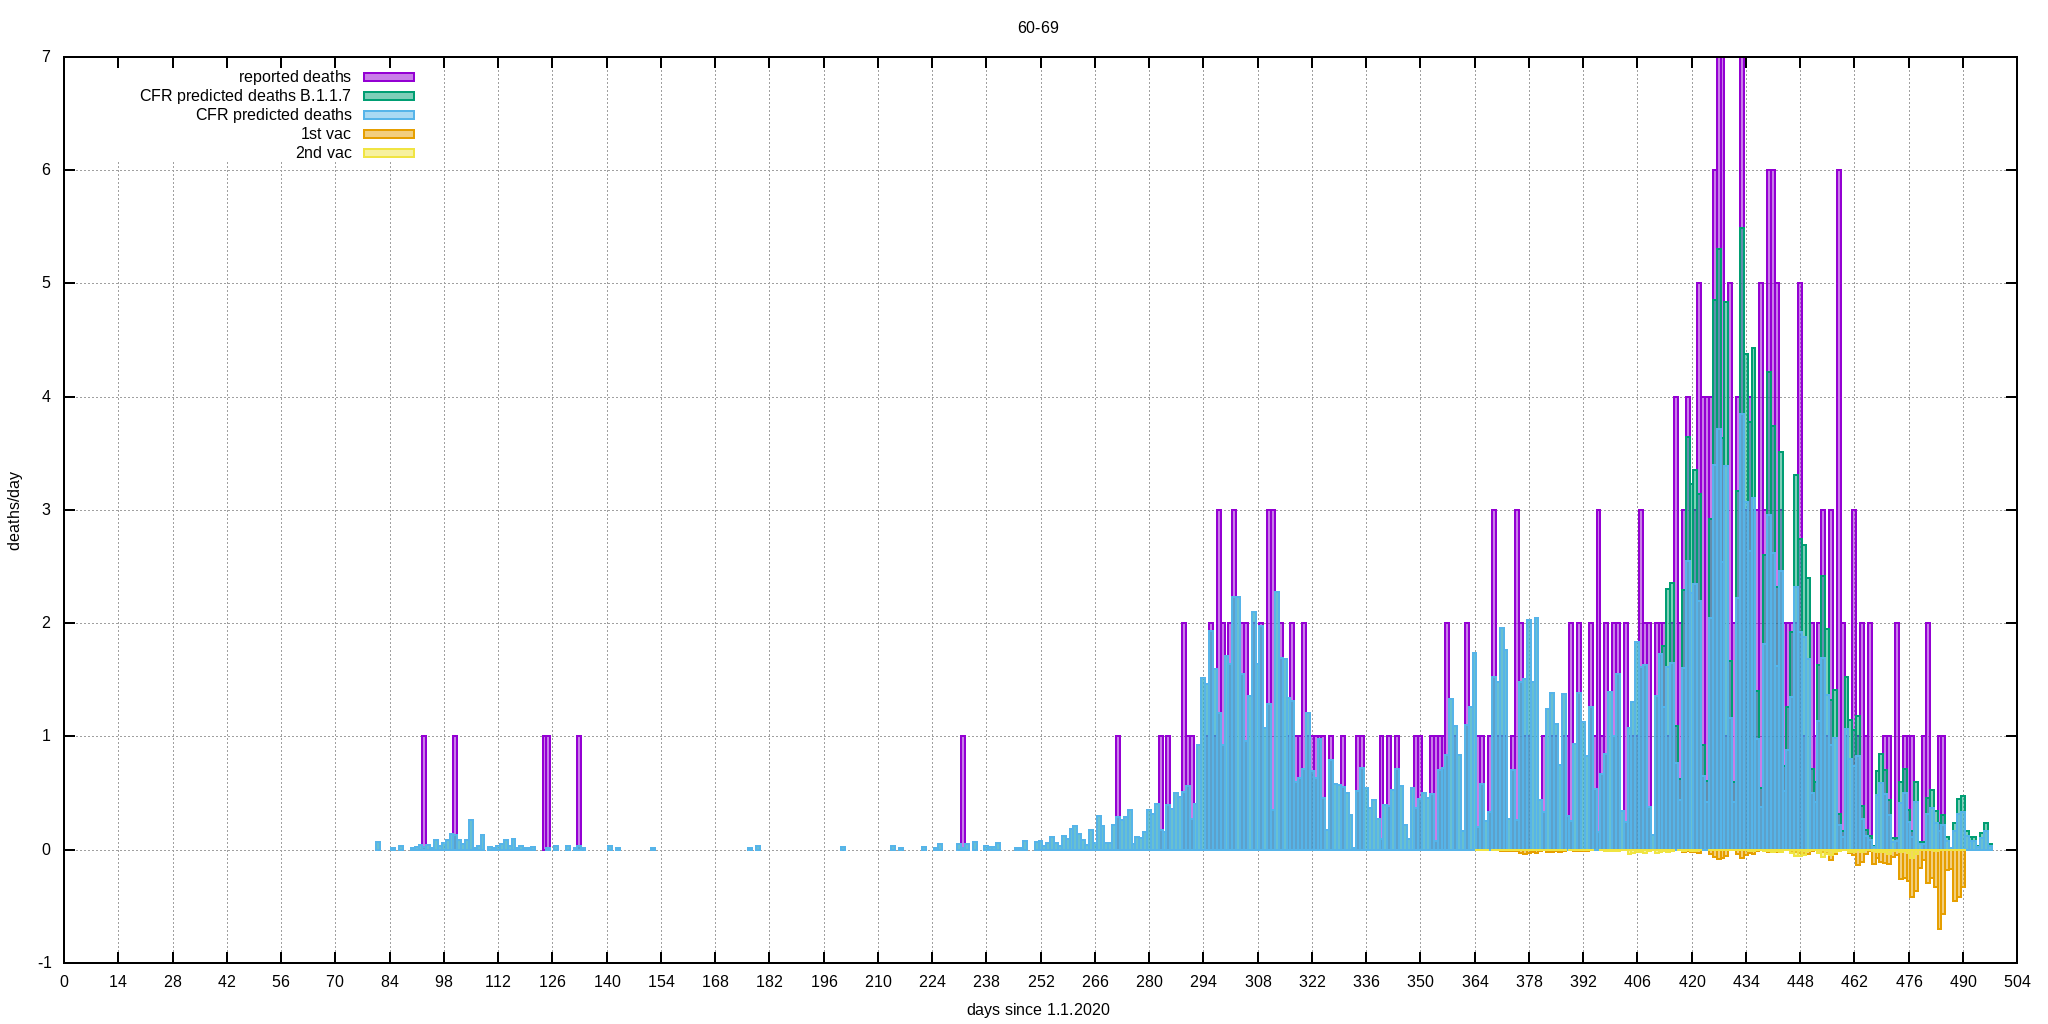 60-69
reported deaths
CFR predicted deaths B.1.1.7
CFR predicted deaths
1st vac
2nd vac
7
6
5
4
3
2
1
0
-1
deaths/day
0 14 28 42 56 70 84 98 112 126 140 154 168 182 196 210 224 238 252 266 280 294 308 322 336 350 364 378 392 406 420 434 448 462 476 490 504
days since 1.1.2020